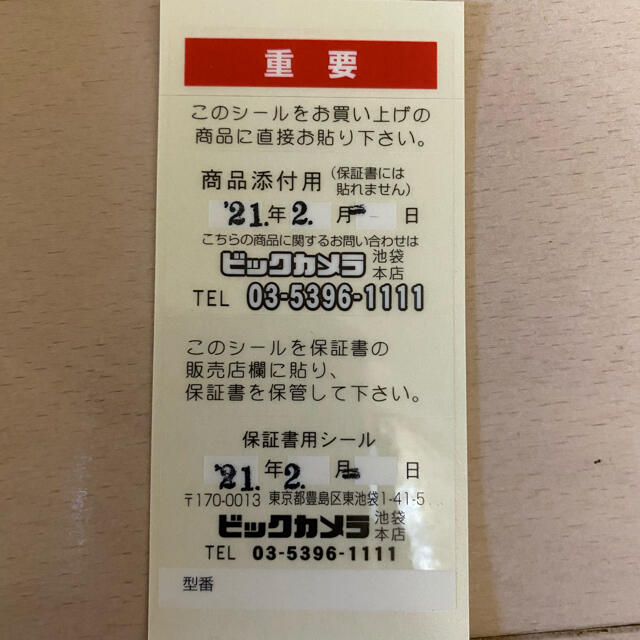 重要
このシールをお買い上げの
商品に直接お貼り下さい。
商品添付用(保証書には
貼れません)
'21.年 2.月 - 日
こちらの商品に関するお問い合わせは
ビックカメラ 池袋
本店
TEL 03-5396-1111
このシールを保証書の
販売店欄に貼り、
保証書を保管して下さい。
保証書用シール
'21.年 2.月 - 日
〒170-0013 東京都豊島区東池袋1-41-5
ビックカメラ 池袋
本店
TEL 03-5396-1111
型番